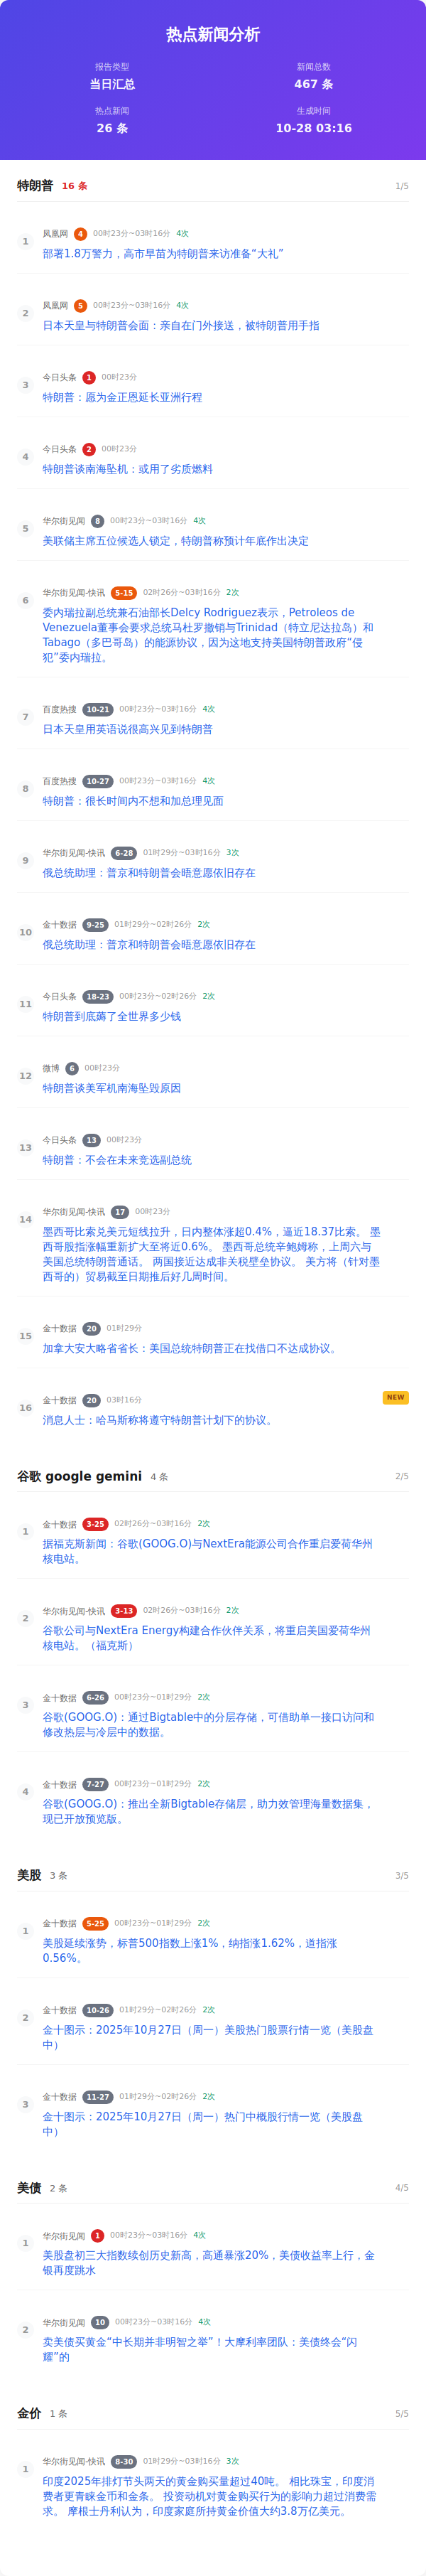 热点新闻分析
报告类型
当日汇总
新闻总数
467 条
热点新闻
26 条
生成时间
10-28 03:16
特朗普 16 条 1/5
1
凤凰网 4 00时23分~03时16分 4次
部署1.8万警力，高市早苗为特朗普来访准备“大礼”
2
凤凰网 5 00时23分~03时16分 4次
日本天皇与特朗普会面：亲自在门外接送，被特朗普用手指
3
今日头条 1 00时23分
特朗普：愿为金正恩延长亚洲行程
4
今日头条 2 00时23分
特朗普谈南海坠机：或用了劣质燃料
5
华尔街见闻 8 00时23分~03时16分 4次
美联储主席五位候选人锁定，特朗普称预计年底作出决定
6
华尔街见闻-快讯 5-15 02时26分~03时16分 2次
委内瑞拉副总统兼石油部长Delcy Rodriguez表示，Petroleos de
Venezuela董事会要求总统马杜罗撤销与Trinidad（特立尼达拉岛）和
Tabago（多巴哥岛）的能源协议，因为这地支持美国特朗普政府“侵
犯”委内瑞拉。
7
百度热搜 10-21 00时23分~03时16分 4次
日本天皇用英语说很高兴见到特朗普
8
百度热搜 10-27 00时23分~03时16分 4次
特朗普：很长时间内不想和加总理见面
9
华尔街见闻-快讯 6-28 01时29分~03时16分 3次
俄总统助理：普京和特朗普会晤意愿依旧存在
10
金十数据 9-25 01时29分~02时26分 2次
俄总统助理：普京和特朗普会晤意愿依旧存在
11
今日头条 18-23 00时23分~02时26分 2次
特朗普到底薅了全世界多少钱
12
微博 6 00时23分
特朗普谈美军机南海坠毁原因
13
今日头条 13 00时23分
特朗普：不会在未来竞选副总统
14
华尔街见闻-快讯 17 00时23分
墨西哥比索兑美元短线拉升，日内整体涨超0.4%，逼近18.37比索。 墨
西哥股指涨幅重新扩大至将近0.6%。 墨西哥总统辛鲍姆称，上周六与
美国总统特朗普通话。 两国接近达成非关税壁垒协议。 美方将（针对墨
西哥的）贸易截至日期推后好几周时间。
15
金十数据 20 01时29分
加拿大安大略省省长：美国总统特朗普正在找借口不达成协议。
16
金十数据 20 03时16分 NEW
消息人士：哈马斯称将遵守特朗普计划下的协议。
谷歌 google gemini 4 条 2/5
1
金十数据 3-25 02时26分~03时16分 2次
据福克斯新闻：谷歌(GOOG.O)与NextEra能源公司合作重启爱荷华州
核电站。
2
华尔街见闻-快讯 3-13 02时26分~03时16分 2次
谷歌公司与NextEra Energy构建合作伙伴关系，将重启美国爱荷华州
核电站。（福克斯）
3
金十数据 6-26 00时23分~01时29分 2次
谷歌(GOOG.O)：通过Bigtable中的分层存储，可借助单一接口访问和
修改热层与冷层中的数据。
4
金十数据 7-27 00时23分~01时29分 2次
谷歌(GOOG.O)：推出全新Bigtable存储层，助力高效管理海量数据集，
现已开放预览版。
美股 3 条 3/5
1
金十数据 5-25 00时23分~01时29分 2次
美股延续涨势，标普500指数上涨1%，纳指涨1.62%，道指涨
0.56%。
2
金十数据 10-26 01时29分~02时26分 2次
金十图示：2025年10月27日（周一）美股热门股票行情一览（美股盘
中）
3
金十数据 11-27 01时29分~02时26分 2次
金十图示：2025年10月27日（周一）热门中概股行情一览（美股盘
中）
美债 2 条 4/5
1
华尔街见闻 1 00时23分~03时16分 4次
美股盘初三大指数续创历史新高，高通暴涨20%，美债收益率上行，金
银再度跳水
2
华尔街见闻 10 00时23分~03时16分 4次
卖美债买黄金“中长期并非明智之举”！大摩利率团队：美债终会“闪
耀”的
金价 1 条 5/5
1
华尔街见闻-快讯 8-30 01时29分~03时16分 3次
印度2025年排灯节头两天的黄金购买量超过40吨。 相比珠宝，印度消
费者更青睐金币和金条。 投资动机对黄金购买行为的影响力超过消费需
求。 摩根士丹利认为，印度家庭所持黄金价值大约3.8万亿美元。